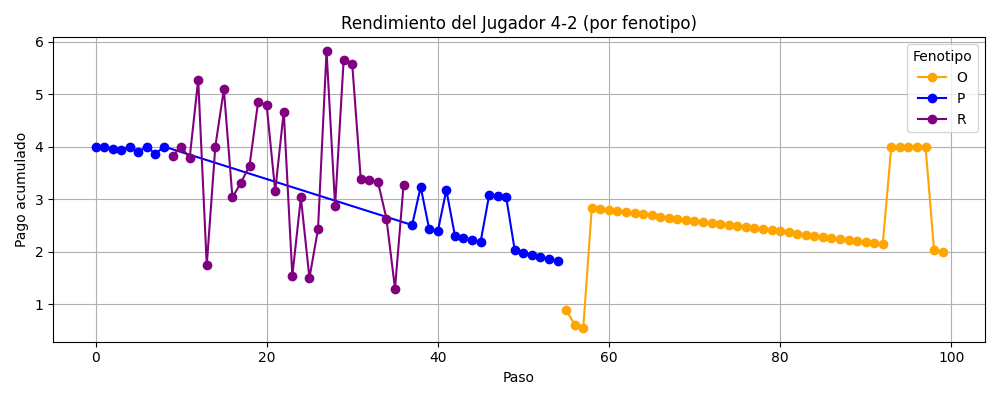 Rendimiento del Jugador 4-2 (por fenotipo)
Pago acumulado
6
5
4
3
2
1
Fenotipo
O
P
R
0
20
40
60
80
100
Paso